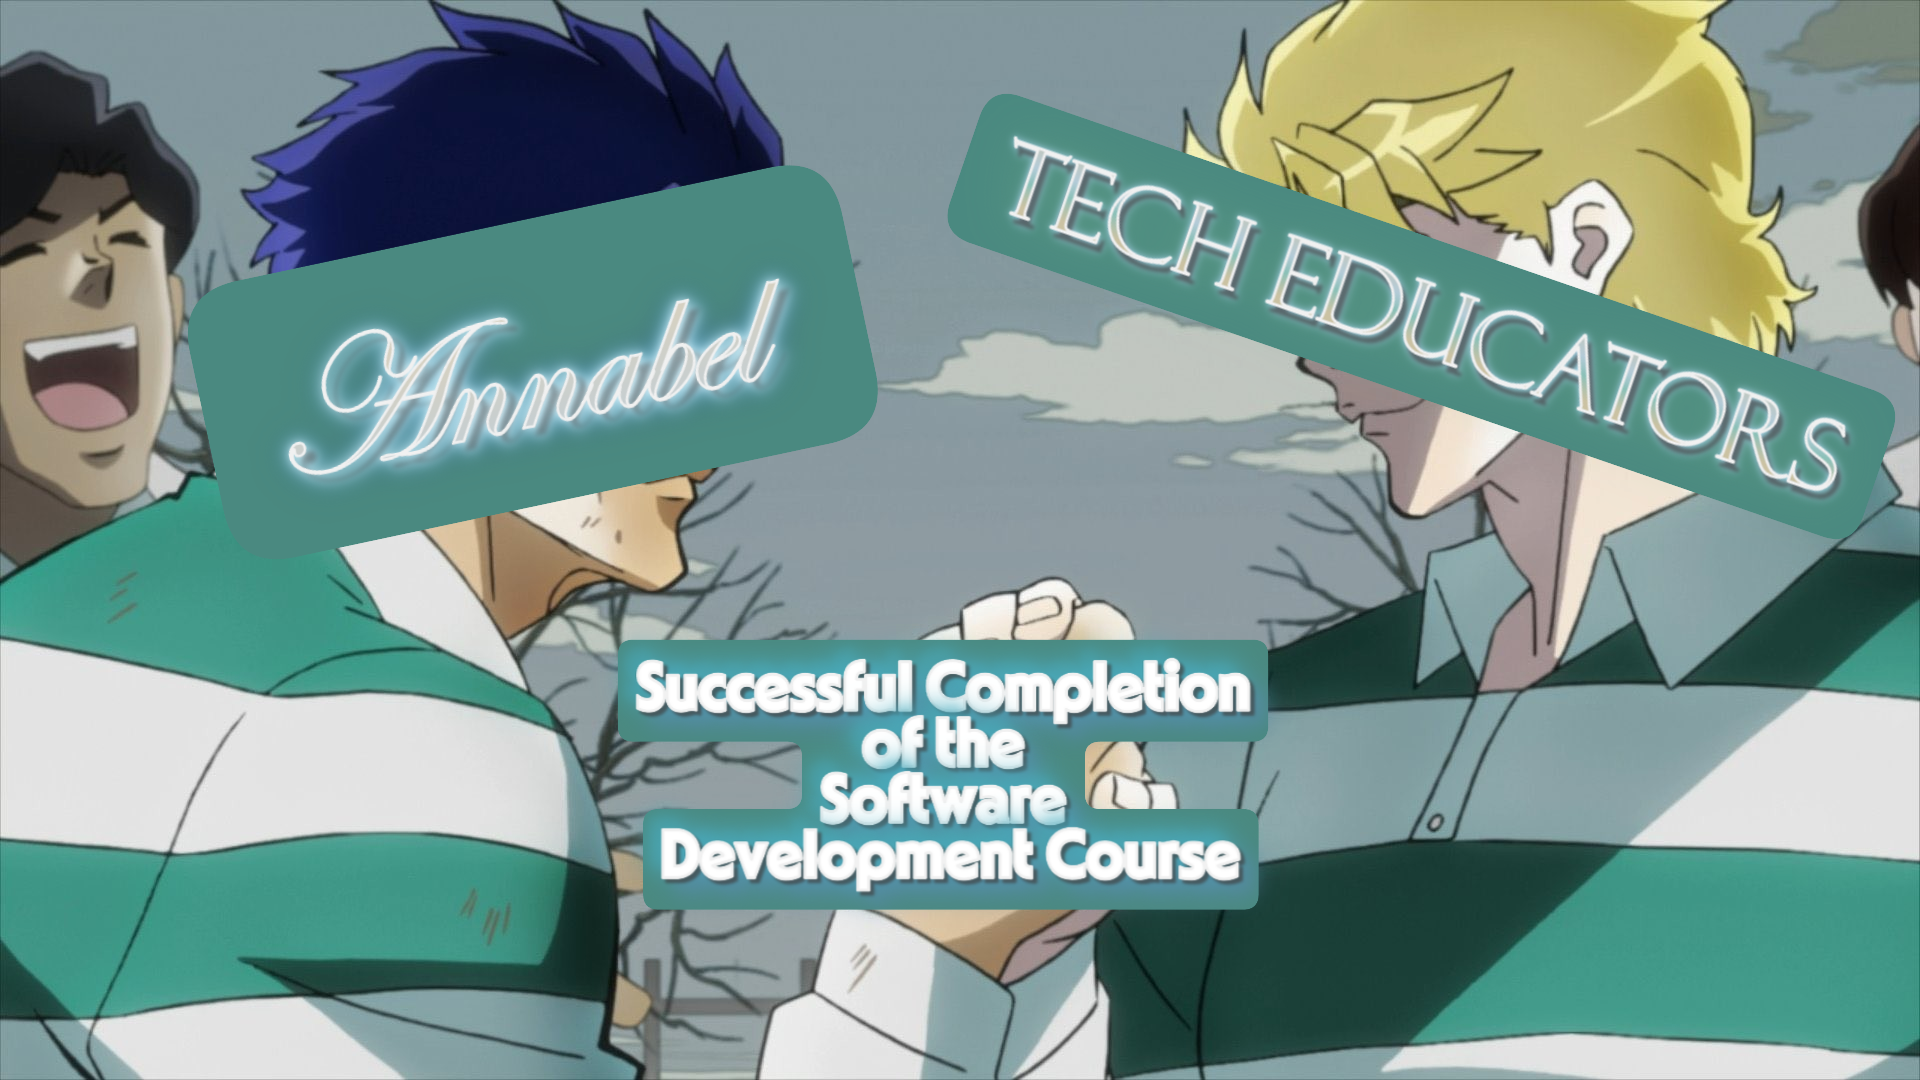 Annabel
TECH EDUCATORS
Successful Completion
of the
Software
Development Course